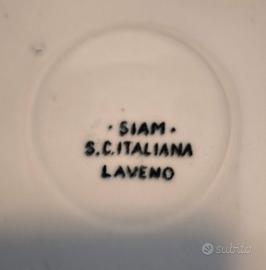 · SIAM ·
S.C.ITALIANA
LAVENO
subito